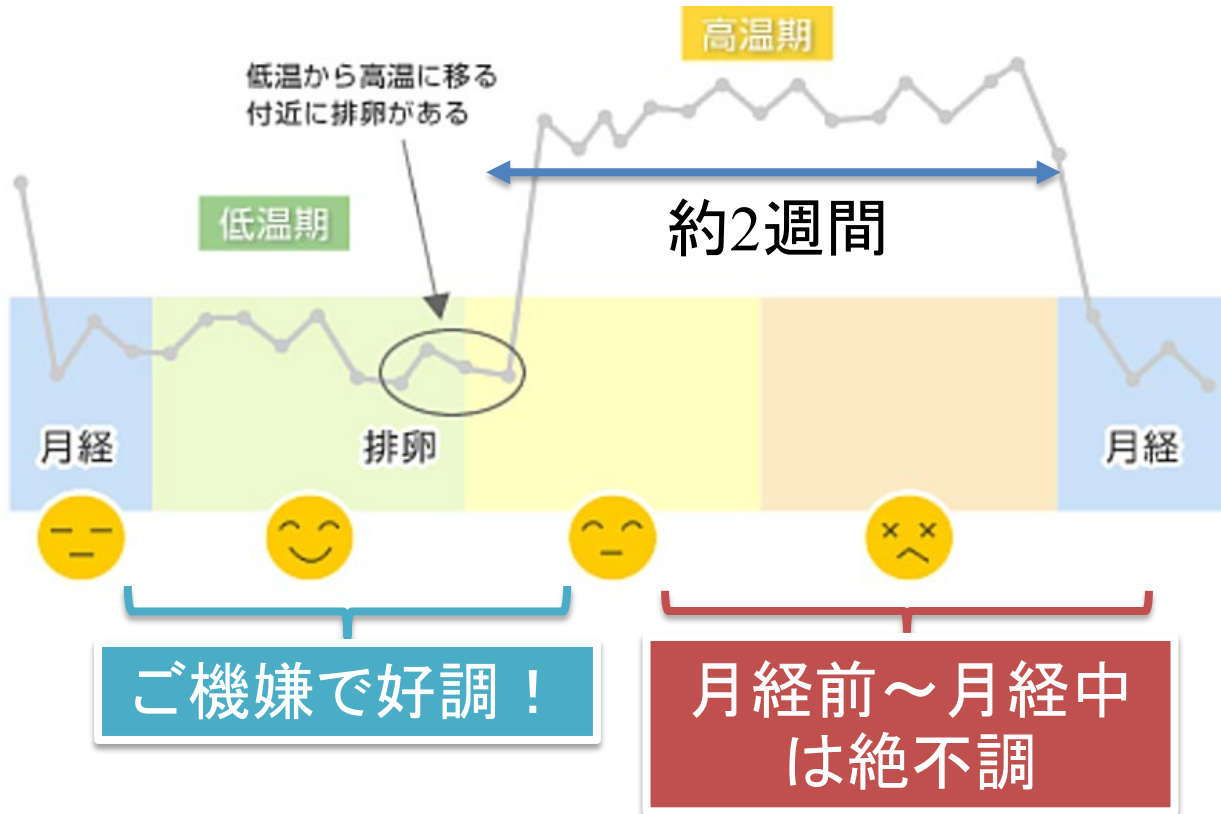 高温期
低温から高温に移る
付近に排卵がある
低温期
約2週間
月経
排卵
月経
ご機嫌で好調！
月経前～月経中
は絶不調